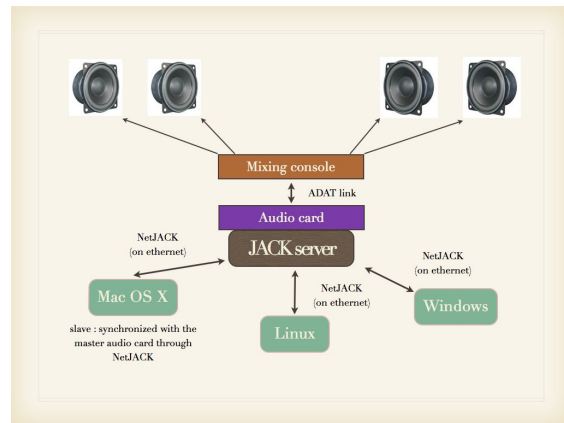 Mixing console
ADAT link
Audio card
JACK server
NetJACK
(on ethernet)
Mac OS X
slave : synchronized with the
master audio card through
NetJACK
NetJACK
(on ethernet)
Linux
NetJACK
(on ethernet)
Windows